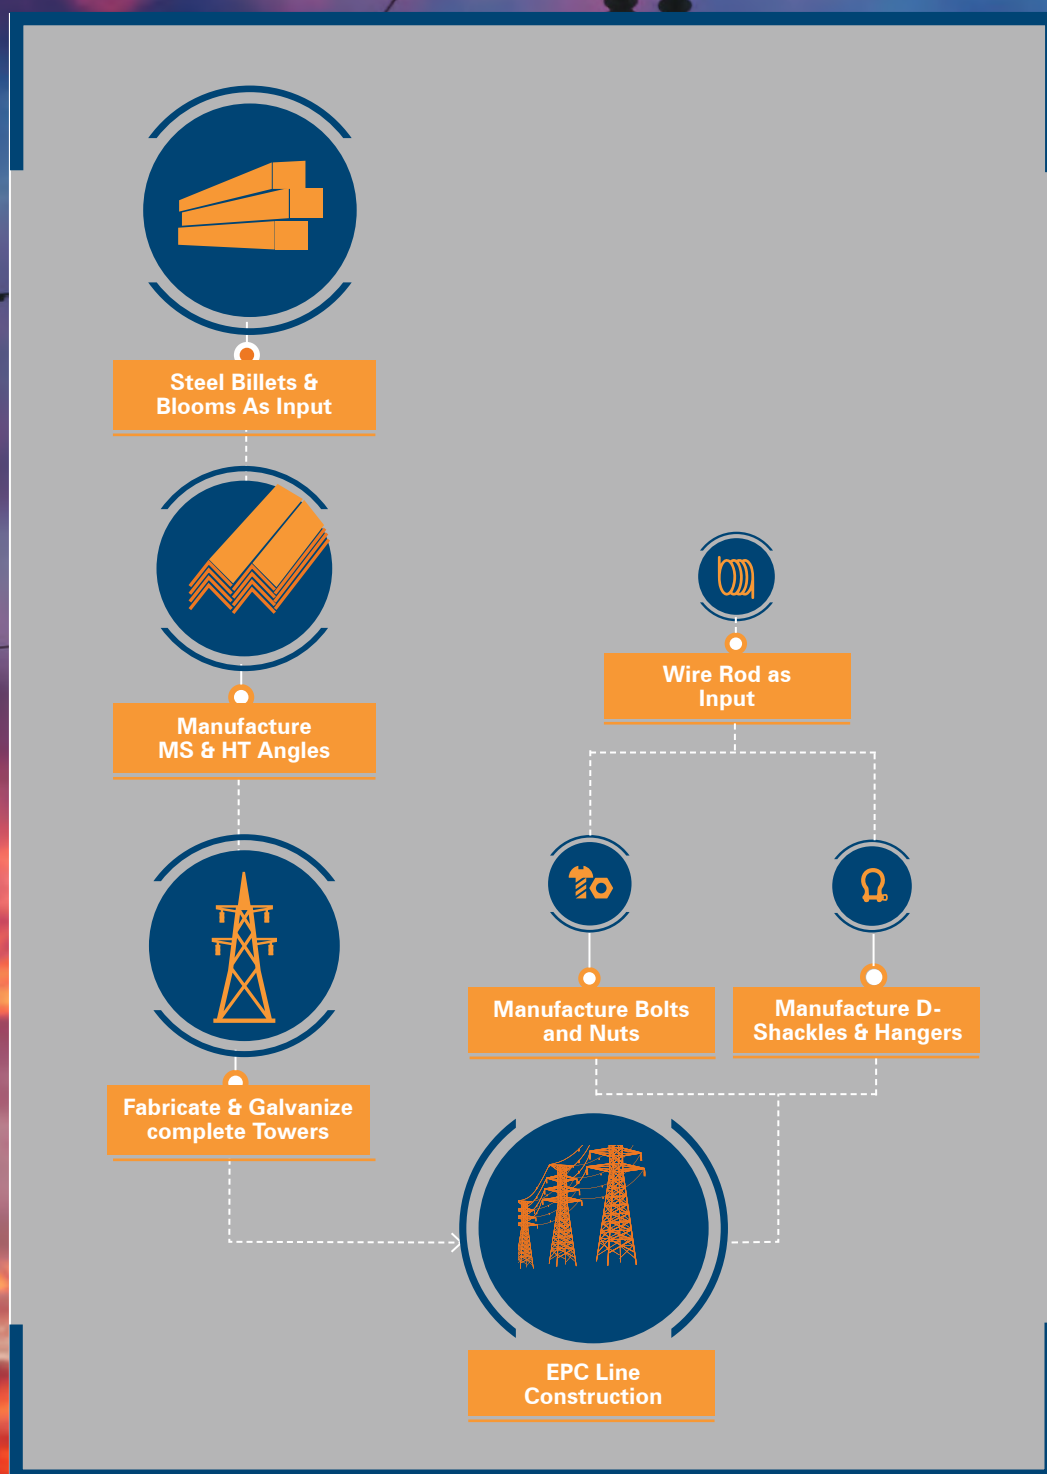 Steel Billets &
Blooms As Input
Manufacture
MS & HT Angles
Wire Rod as
Input
Manufacture Bolts
and Nuts
Manufacture D-
Shackles & Hangers
Fabricate & Galvanize
complete Towers
EPC Line
Construction